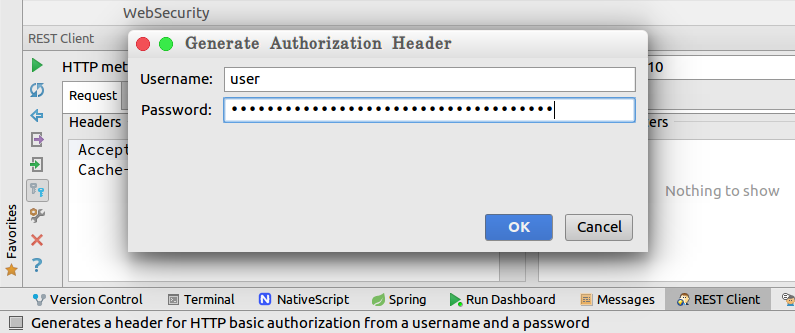 WebSecurity
REST Client
Generate Authorization Header
HTTP met
10
Username: user
Request
Password: ••••••••••••••••••••••••••••••••••••
Headers
ers
Accept
Cache-
Nothing to show
OK Cancel
Favorites
Version Control Terminal NativeScript Spring Run Dashboard Messages REST Client
Generates a header for HTTP basic authorization from a username and a password